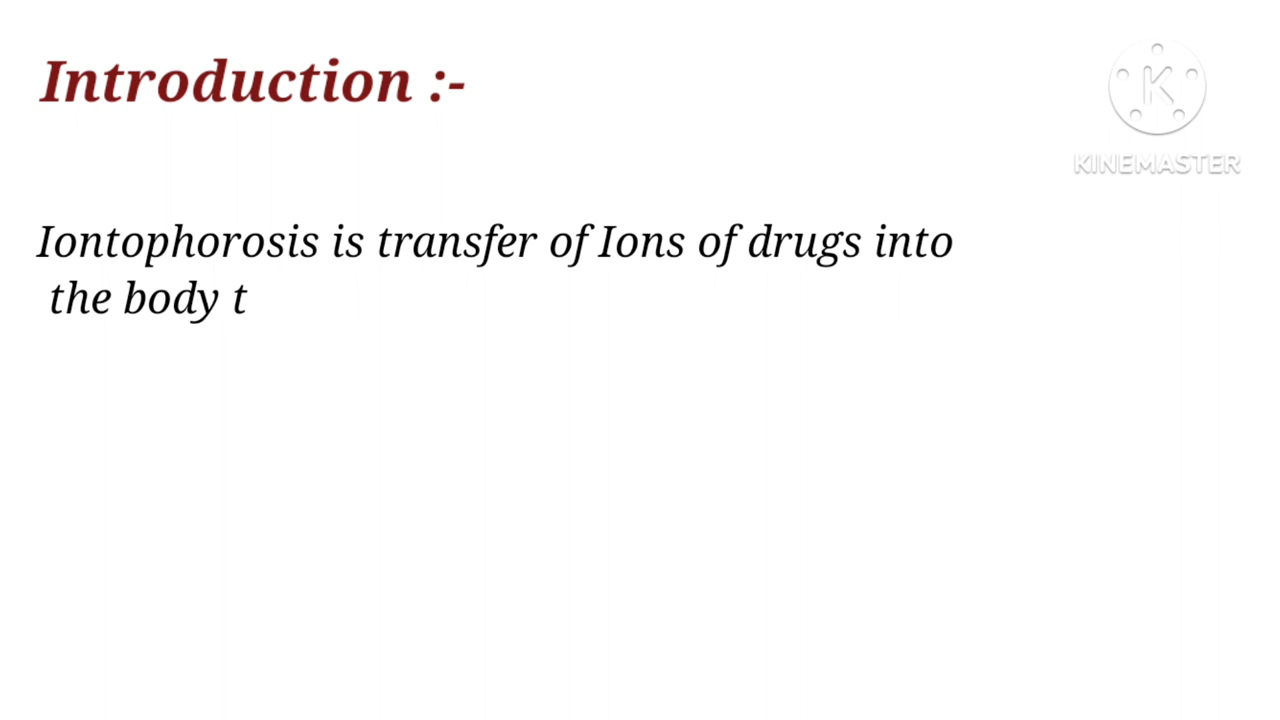 Introduction :-
K
KINEMASTER
Iontophorosis is transfer of Ions of drugs into
the body t